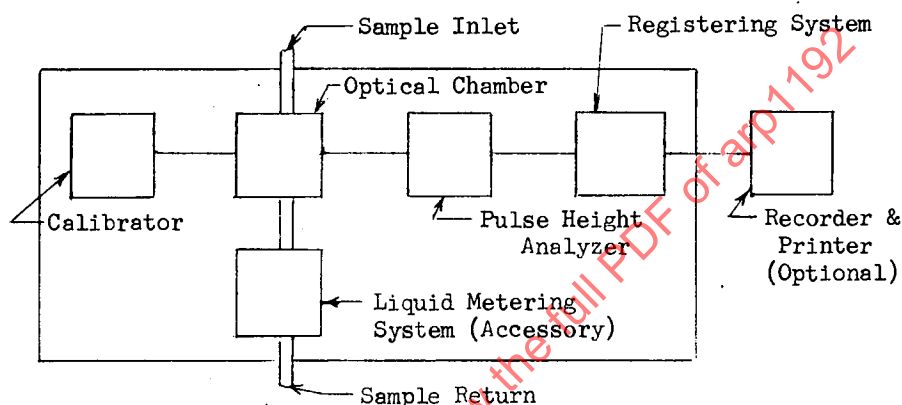 Sample Inlet
Registering System
Optical Chamber
Calibrator
Pulse Height
Analyzer
Recorder &
Printer
(Optional)
Liquid Metering
System (Accessory)
Sample Return
the full PDF of arp1192